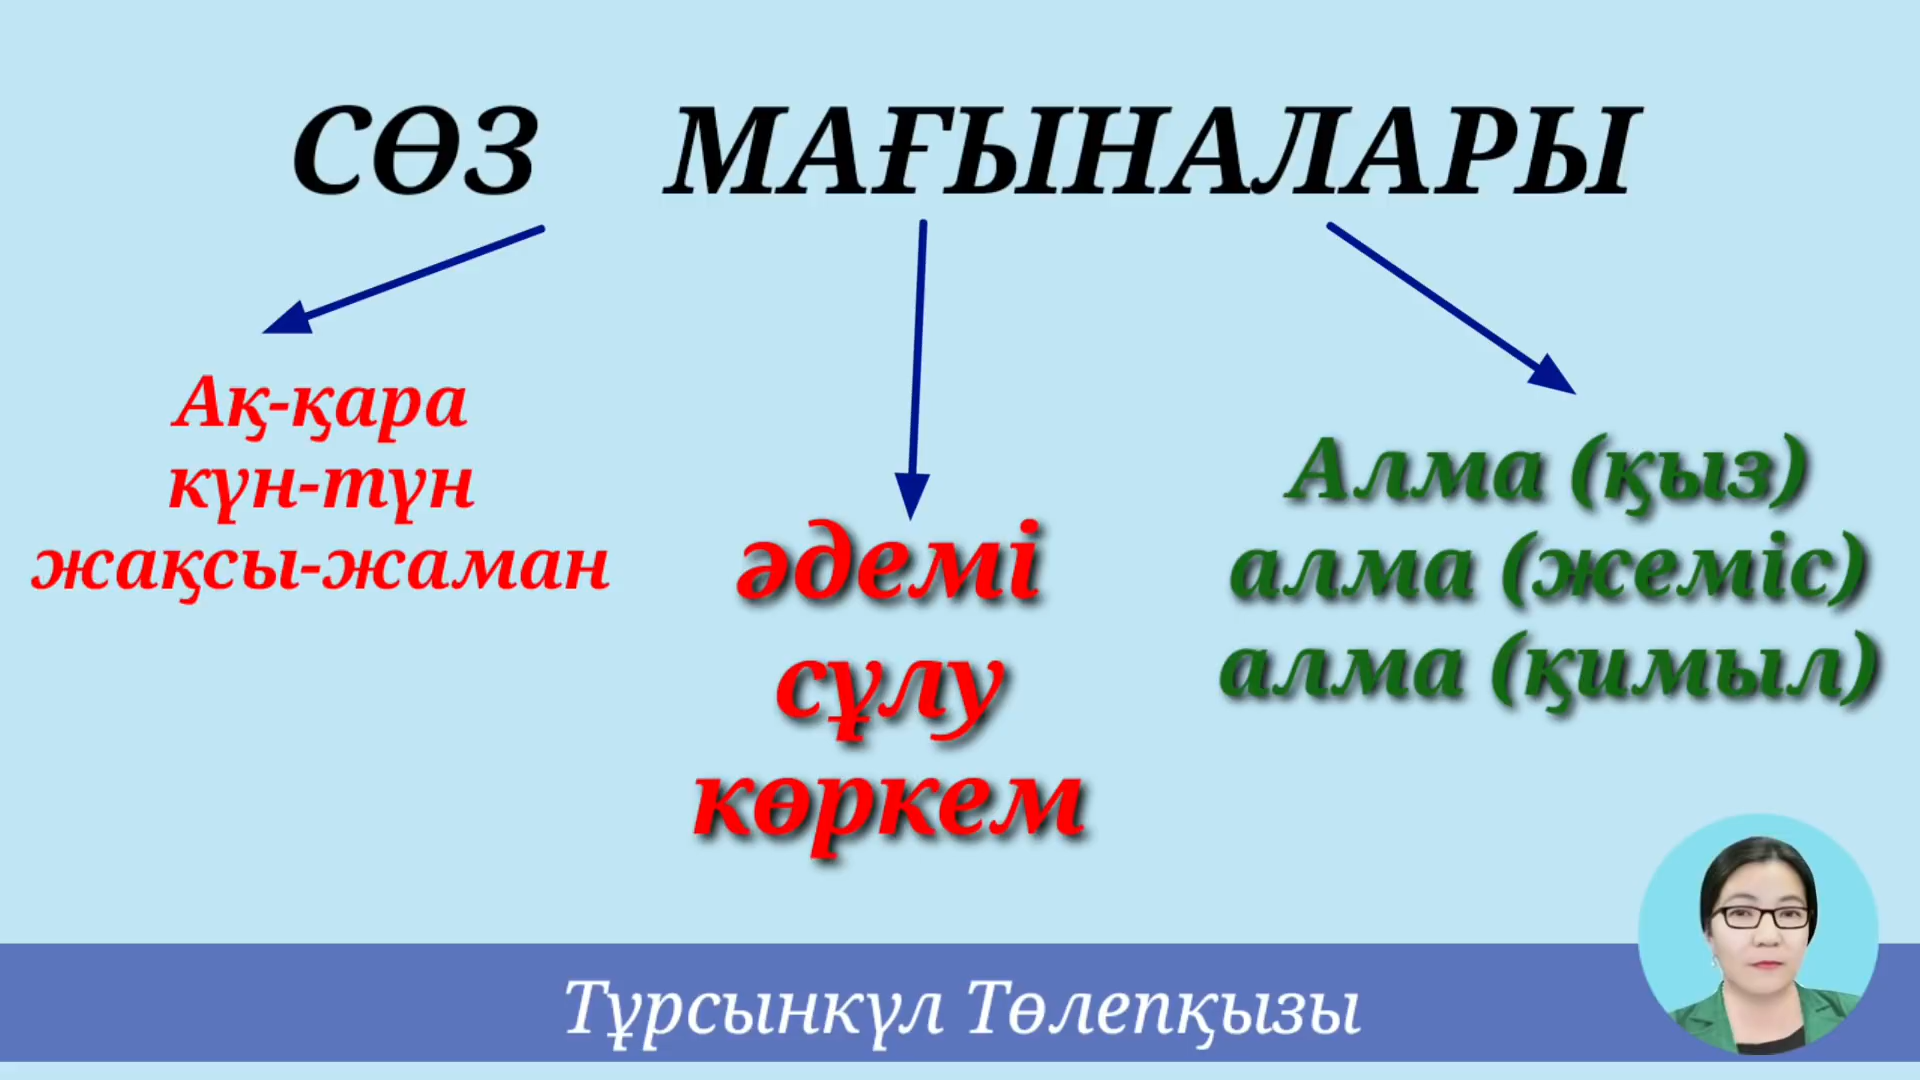 СӨЗ МАҒЫНАЛАРЫ
Ақ-қара
күн-түн
жақсы-жаман
әдемі
сұлу
көркем
Алма (қыз)
алма (жеміс)
алма (қимыл)
Тұрсынкүл Төлепқызы